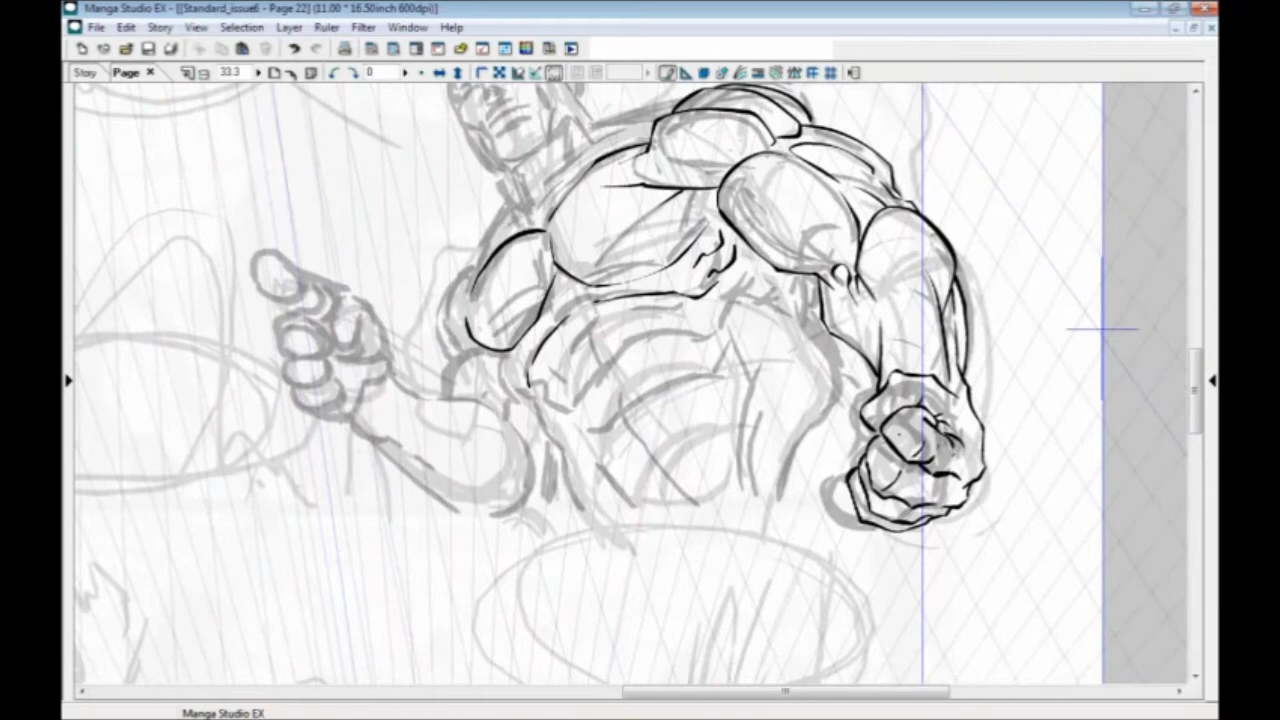 Manga Studio EX - [[Standard_issue6 - Page 22] (11.00 * 16.50inch 600dpi)]
File Edit Story View Selection Layer Ruler Filter Window Help
Story Page 33.3 0
Manga Studio EX